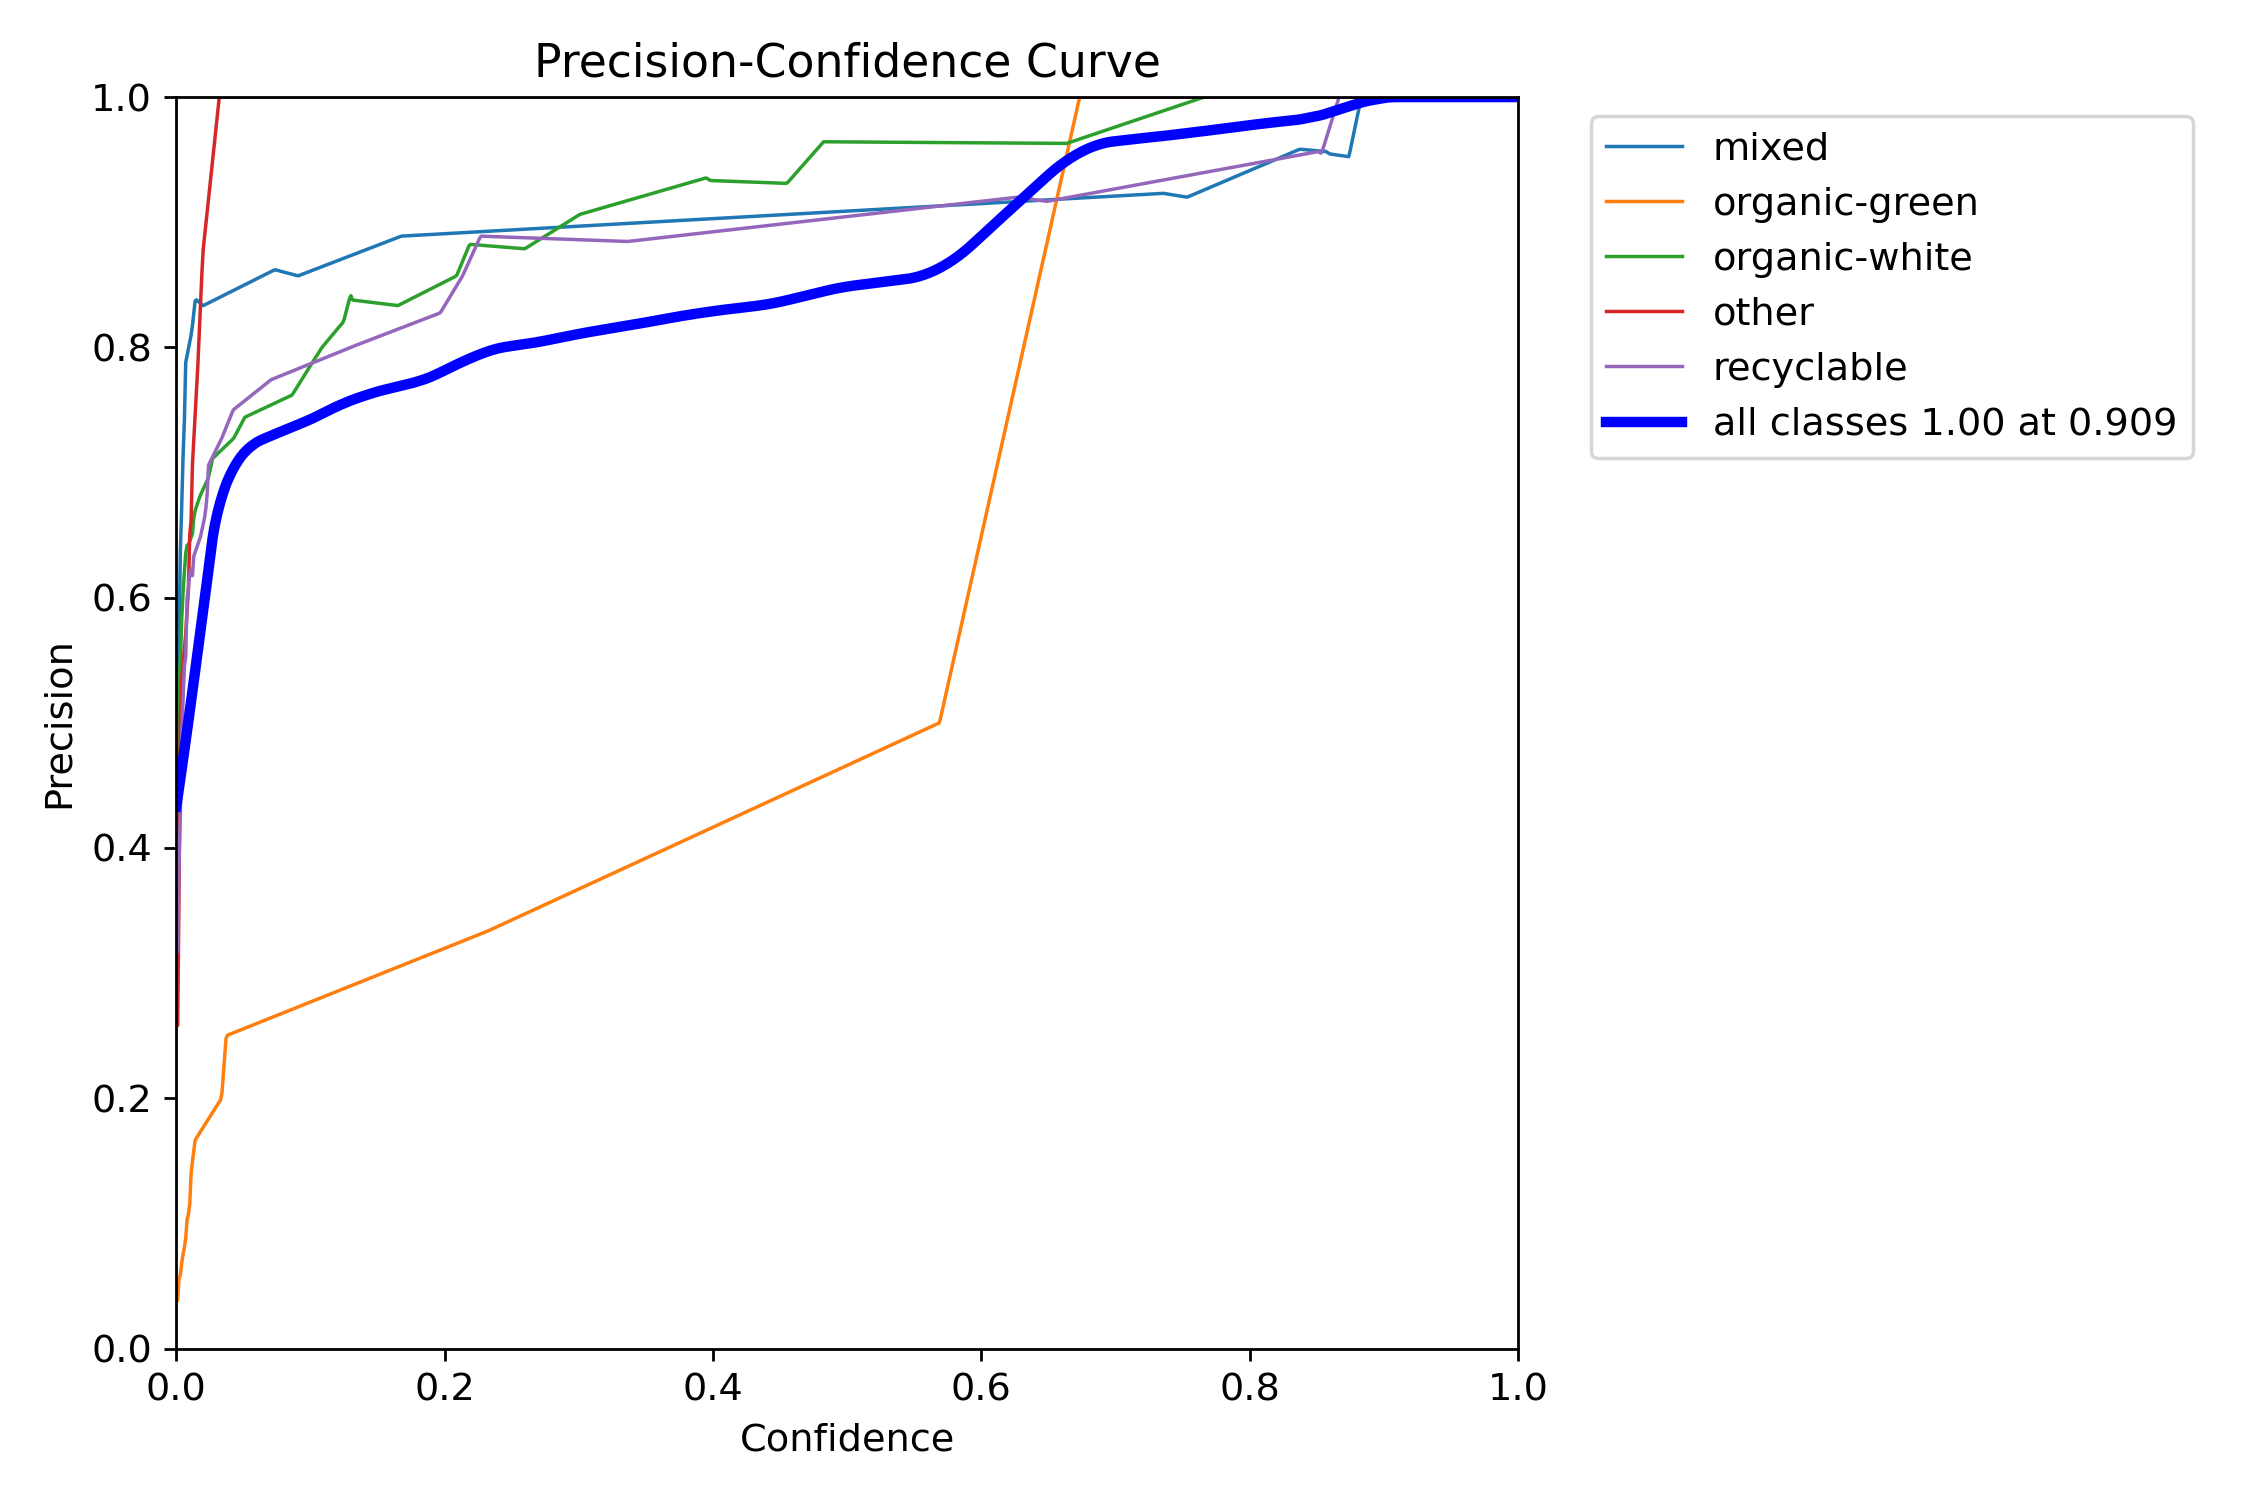 Precision-Confidence Curve
1.0
0.8
0.6
0.4
0.2
0.0
Precision
0.0 0.2 0.4 0.6 0.8 1.0
Confidence
mixed
organic-green
organic-white
other
recyclable
all classes 1.00 at 0.909